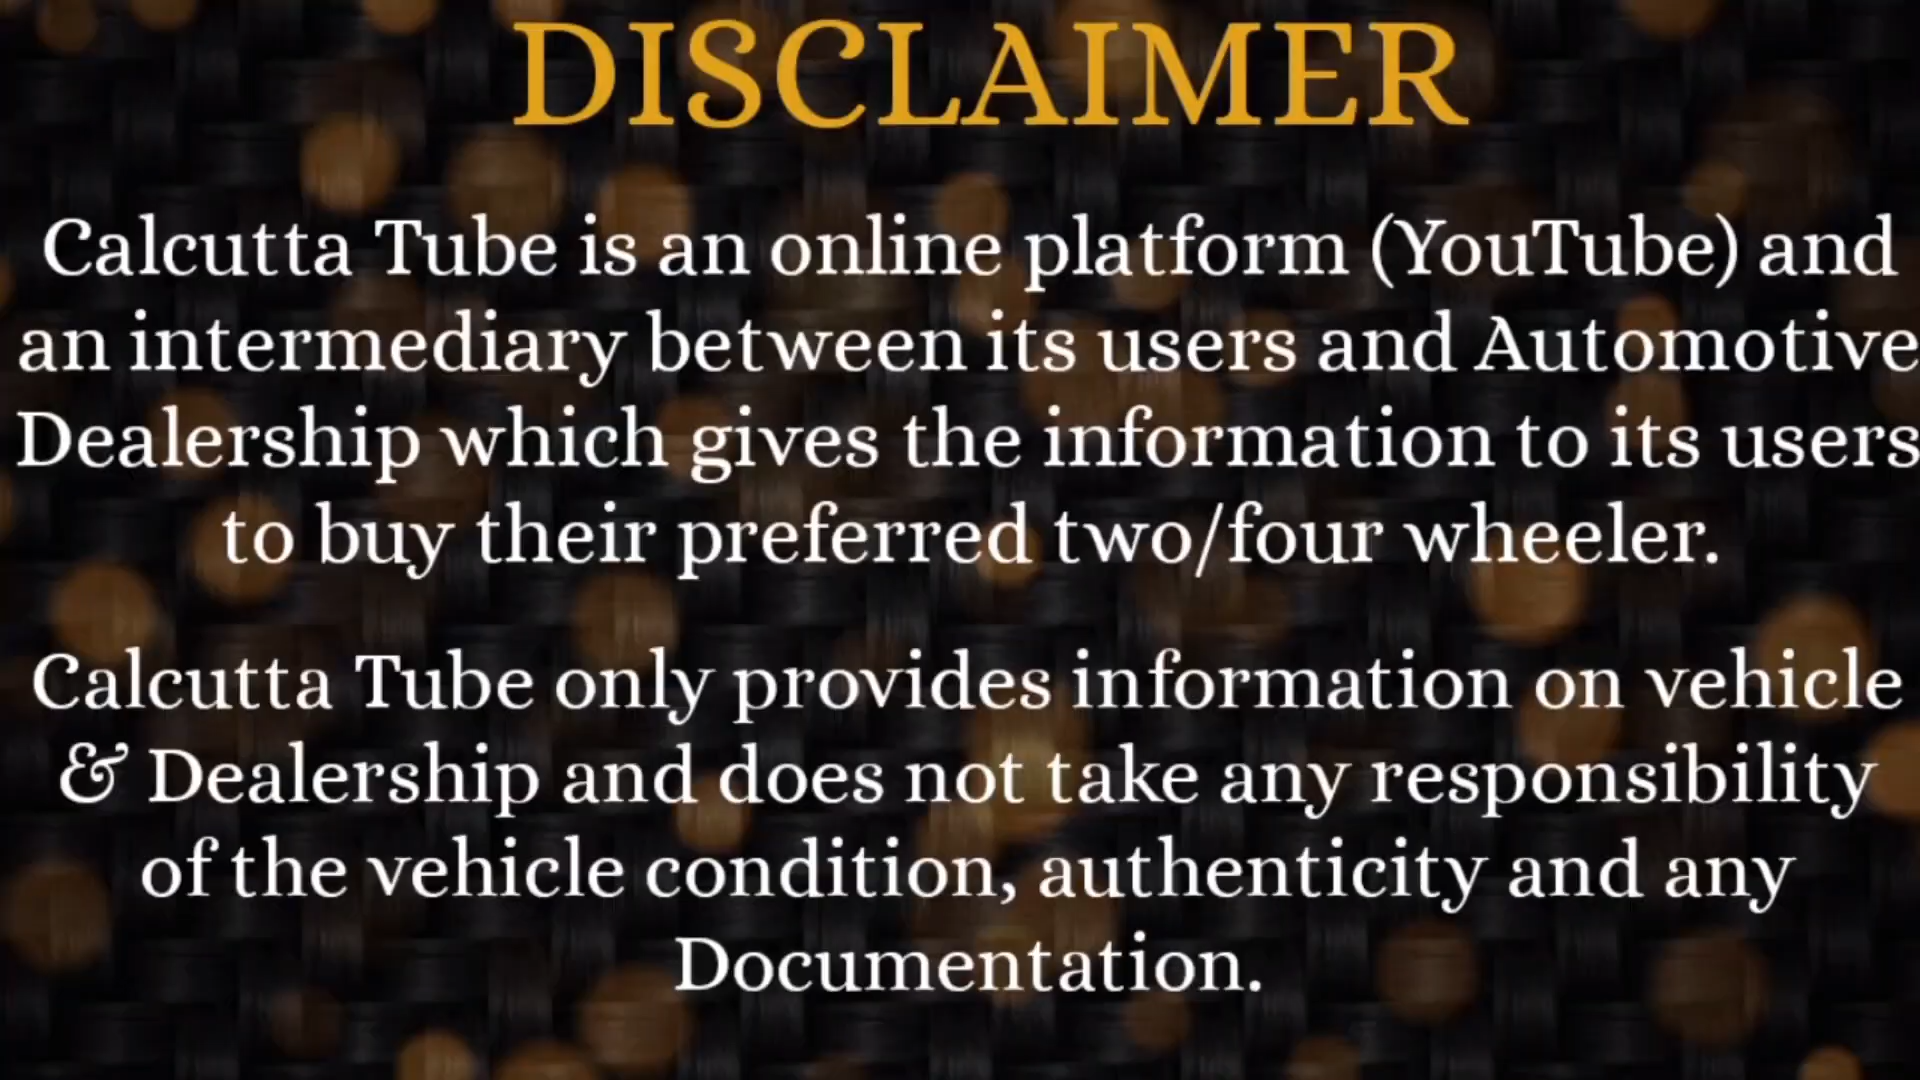 DISCLAIMER
Calcutta Tube is an online platform (YouTube) and
an intermediary between its users and Automotive
Dealership which gives the information to its users
to buy their preferred two/four wheeler.
Calcutta Tube only provides information on vehicle
& Dealership and does not take any responsibility
of the vehicle condition, authenticity and any
Documentation.